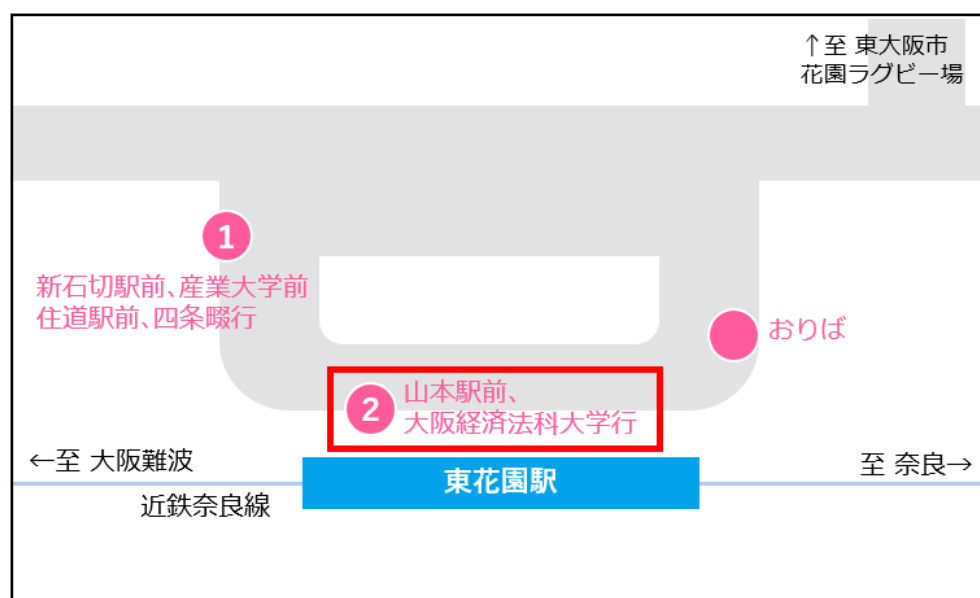 ↑至 東大阪市
花園ラグビー場
1
新石切駅前、産業大学前
住道駅前、四条畷行
おりば
2
山本駅前、
大阪経済法科大学行
←至 大阪難波
東花園駅
至 奈良→
近鉄奈良線